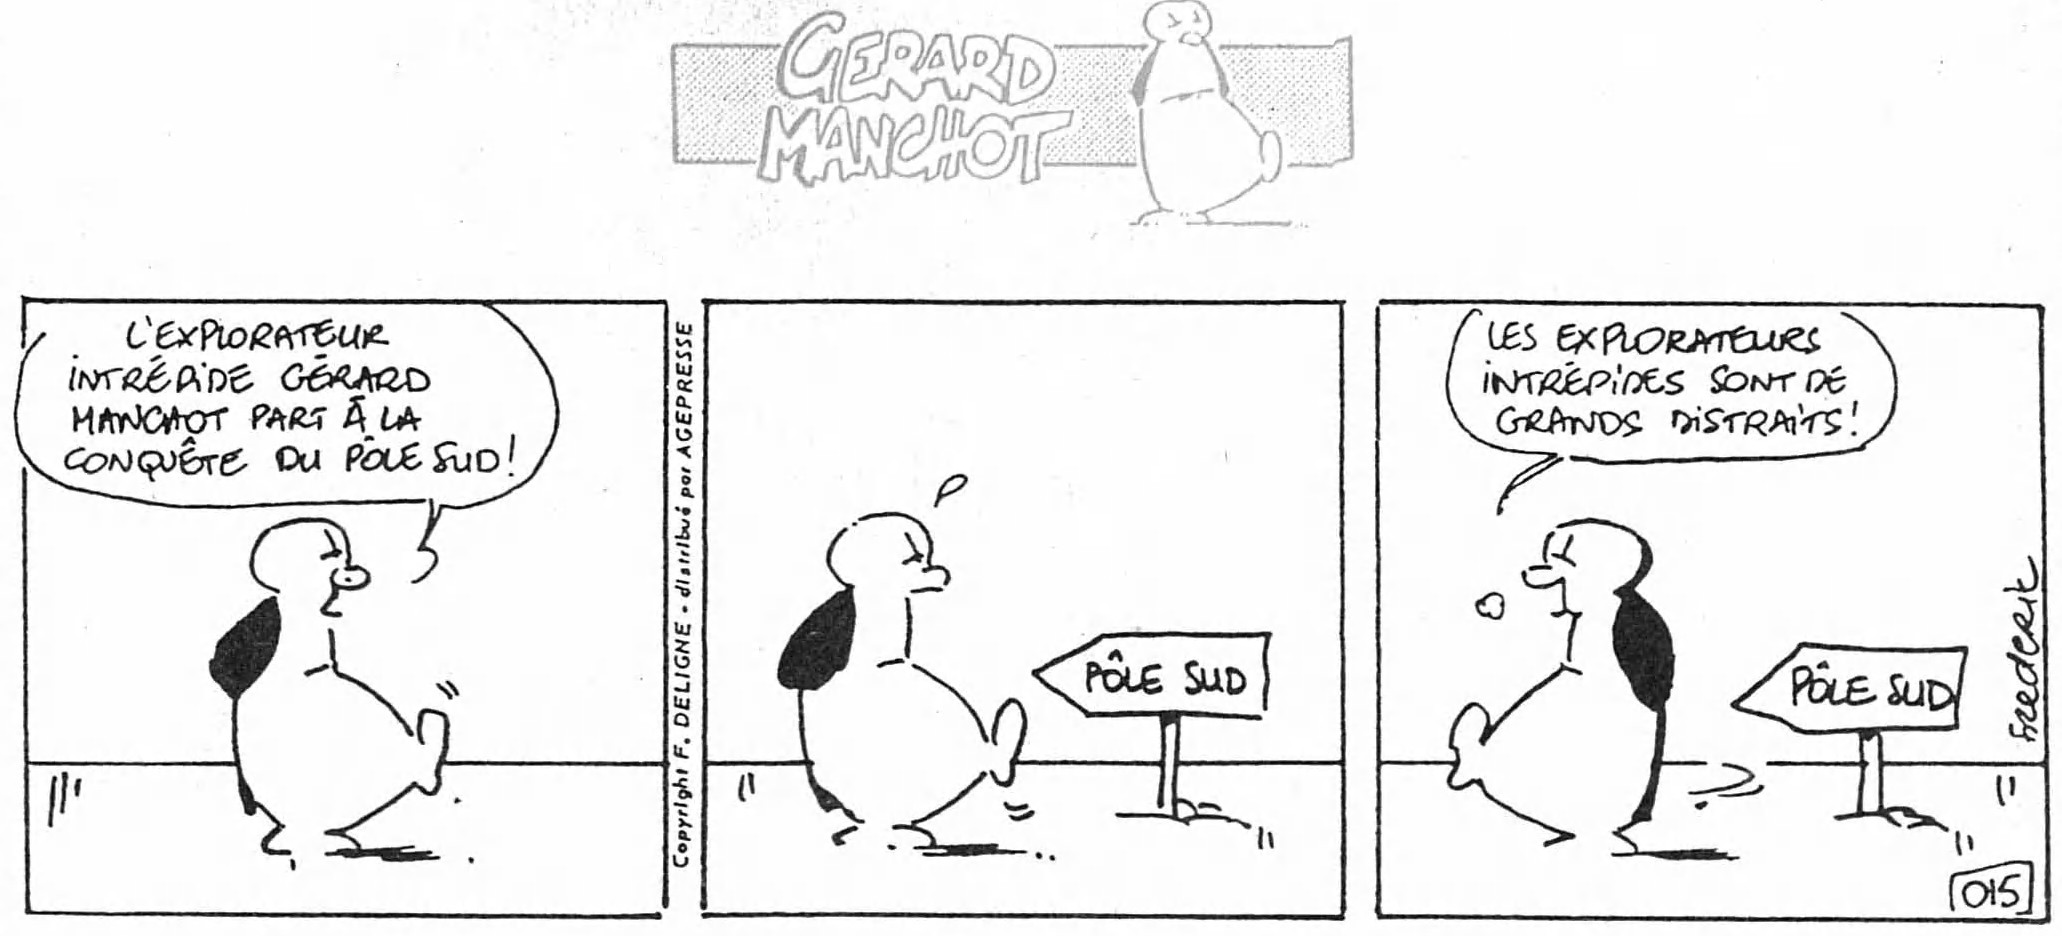 GERARD
MANCHOT
L'EXPLORATEUR
INTRÉPIDE GÉRARD
MANCHOT PART À LA
CONQUÊTE DU PÔLE SUD!
Copyright F. DELIGNE - distribué par AGEPRESSE
PÔLE SUD
LES EXPLORATEURS
INTRÉPIDES SONT DE
GRANDS DISTRAITS!
PÔLE SUD
Frederik
015